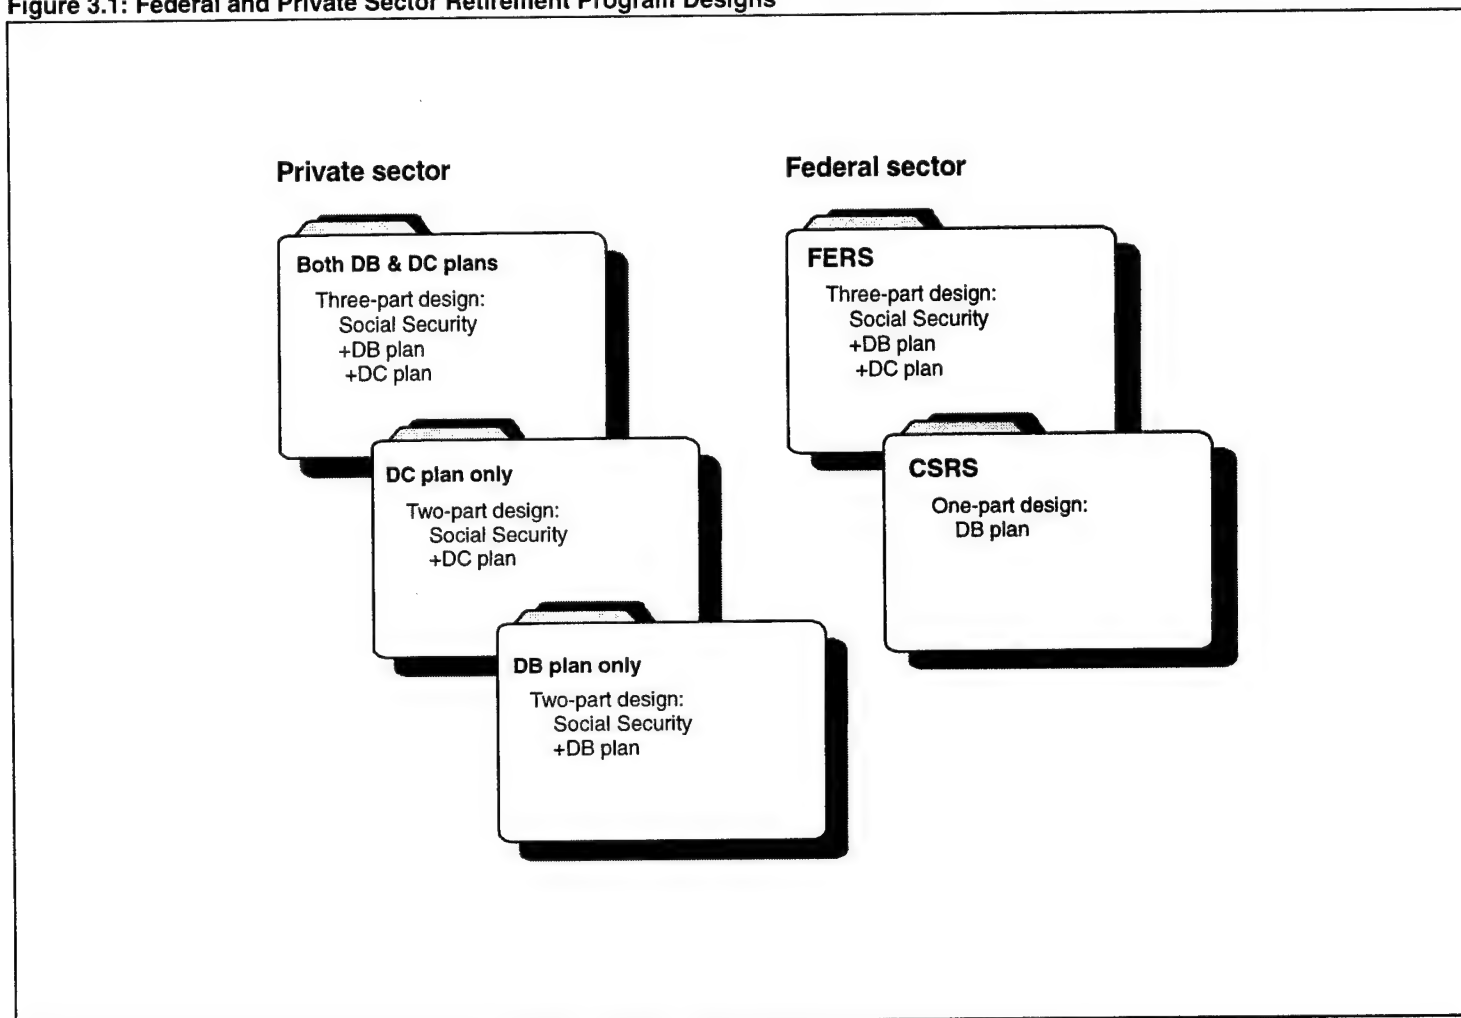 Figure 3.1: Federal and Private Sector Retirement Program Designs
Private sector
Both DB & DC plans
Three-part design:
Social Security
+DB plan
+DC plan
DC plan only
Two-part design:
Social Security
+DC plan
DB plan only
Two-part design:
Social Security
+DB plan
Federal sector
FERS
Three-part design:
Social Security
+DB plan
+DC plan
CSRS
One-part design:
DB plan